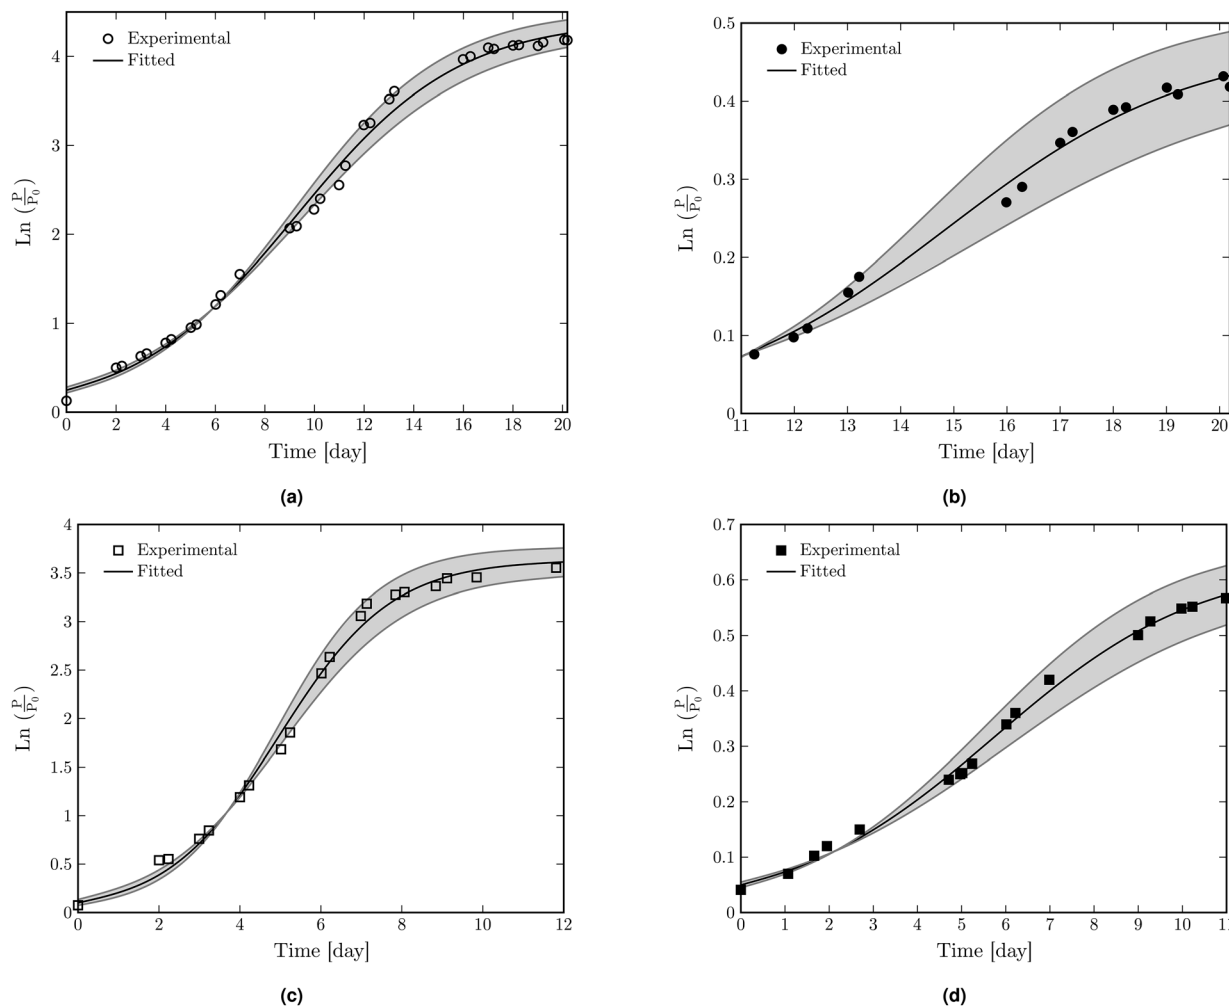 4
3
2
1
0
Ln (P/P₀)
Experimental
Fitted
0 2 4 6 8 10 12 14 16 18 20
Time [day]
(a)
0.5
0.4
0.3
0.2
0.1
0
Ln (P/P₀)
Experimental
Fitted
11 12 13 14 15 16 17 18 19 20
Time [day]
(b)
4
3.5
3
2.5
2
1.5
1
0.5
0
Ln (P/P₀)
Experimental
Fitted
0 2 4 6 8 10 12
Time [day]
(c)
0.7
0.6
0.5
0.4
0.3
0.2
0.1
0
Ln (P/P₀)
Experimental
Fitted
0 1 2 3 4 5 6 7 8 9 10 11
Time [day]
(d)